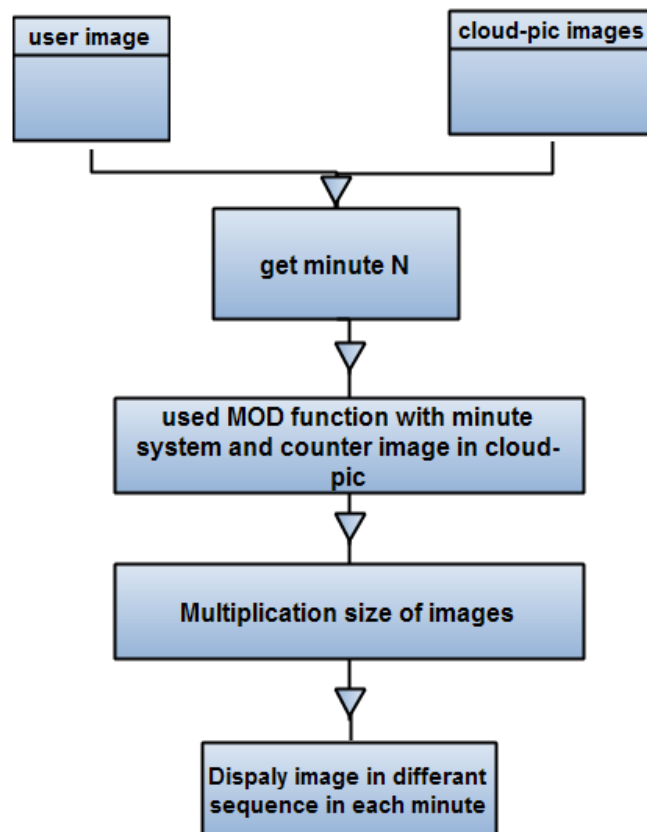 user image
cloud-pic images
get minute N
used MOD function with minute
system and counter image in cloud-
pic
Multiplication size of images
Dispaly image in differant
sequence in each minute